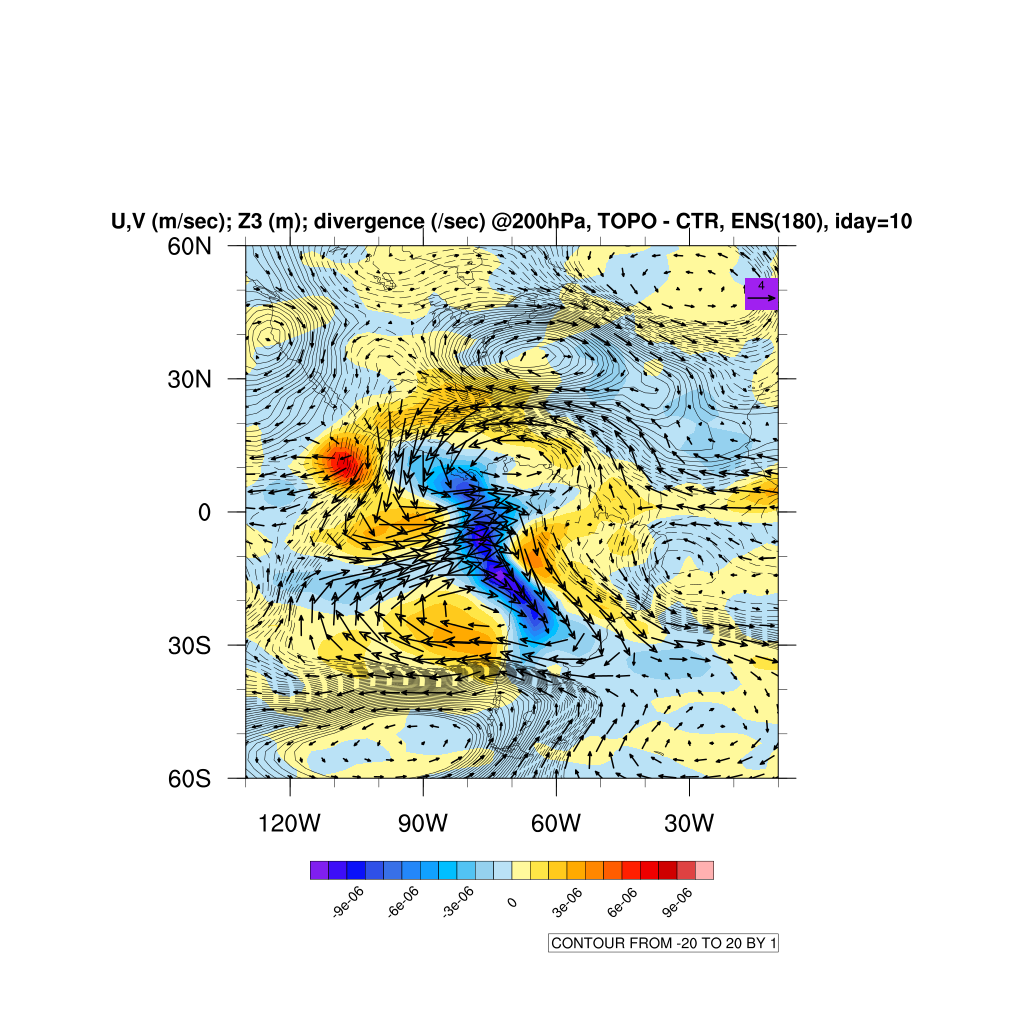 U,V (m/sec); Z3 (m); divergence (/sec) @200hPa, TOPO - CTR, ENS(180), iday=10
60N
4
30N
0
30S
60S
120W 90W 60W 30W
-9e-06 -6e-06 -3e-06 0 3e-06 6e-06 9e-06
CONTOUR FROM -20 TO 20 BY 1